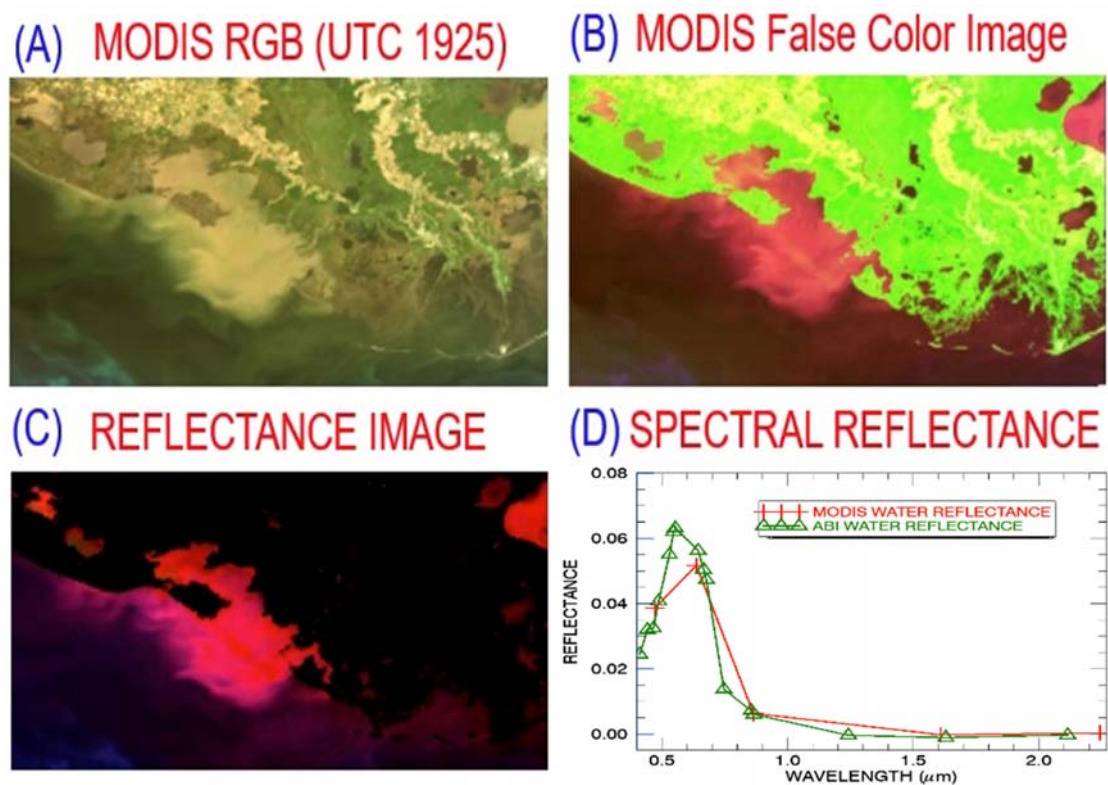 (A) MODIS RGB (UTC 1925)
(B) MODIS False Color Image
(C) REFLECTANCE IMAGE
(D) SPECTRAL REFLECTANCE
0.08
MODIS WATER REFLECTANCE
ABI WATER REFLECTANCE
0.06
0.04
0.02
0.00
REFLECTANCE
0.5 1.0 1.5 2.0
WAVELENGTH (μm)